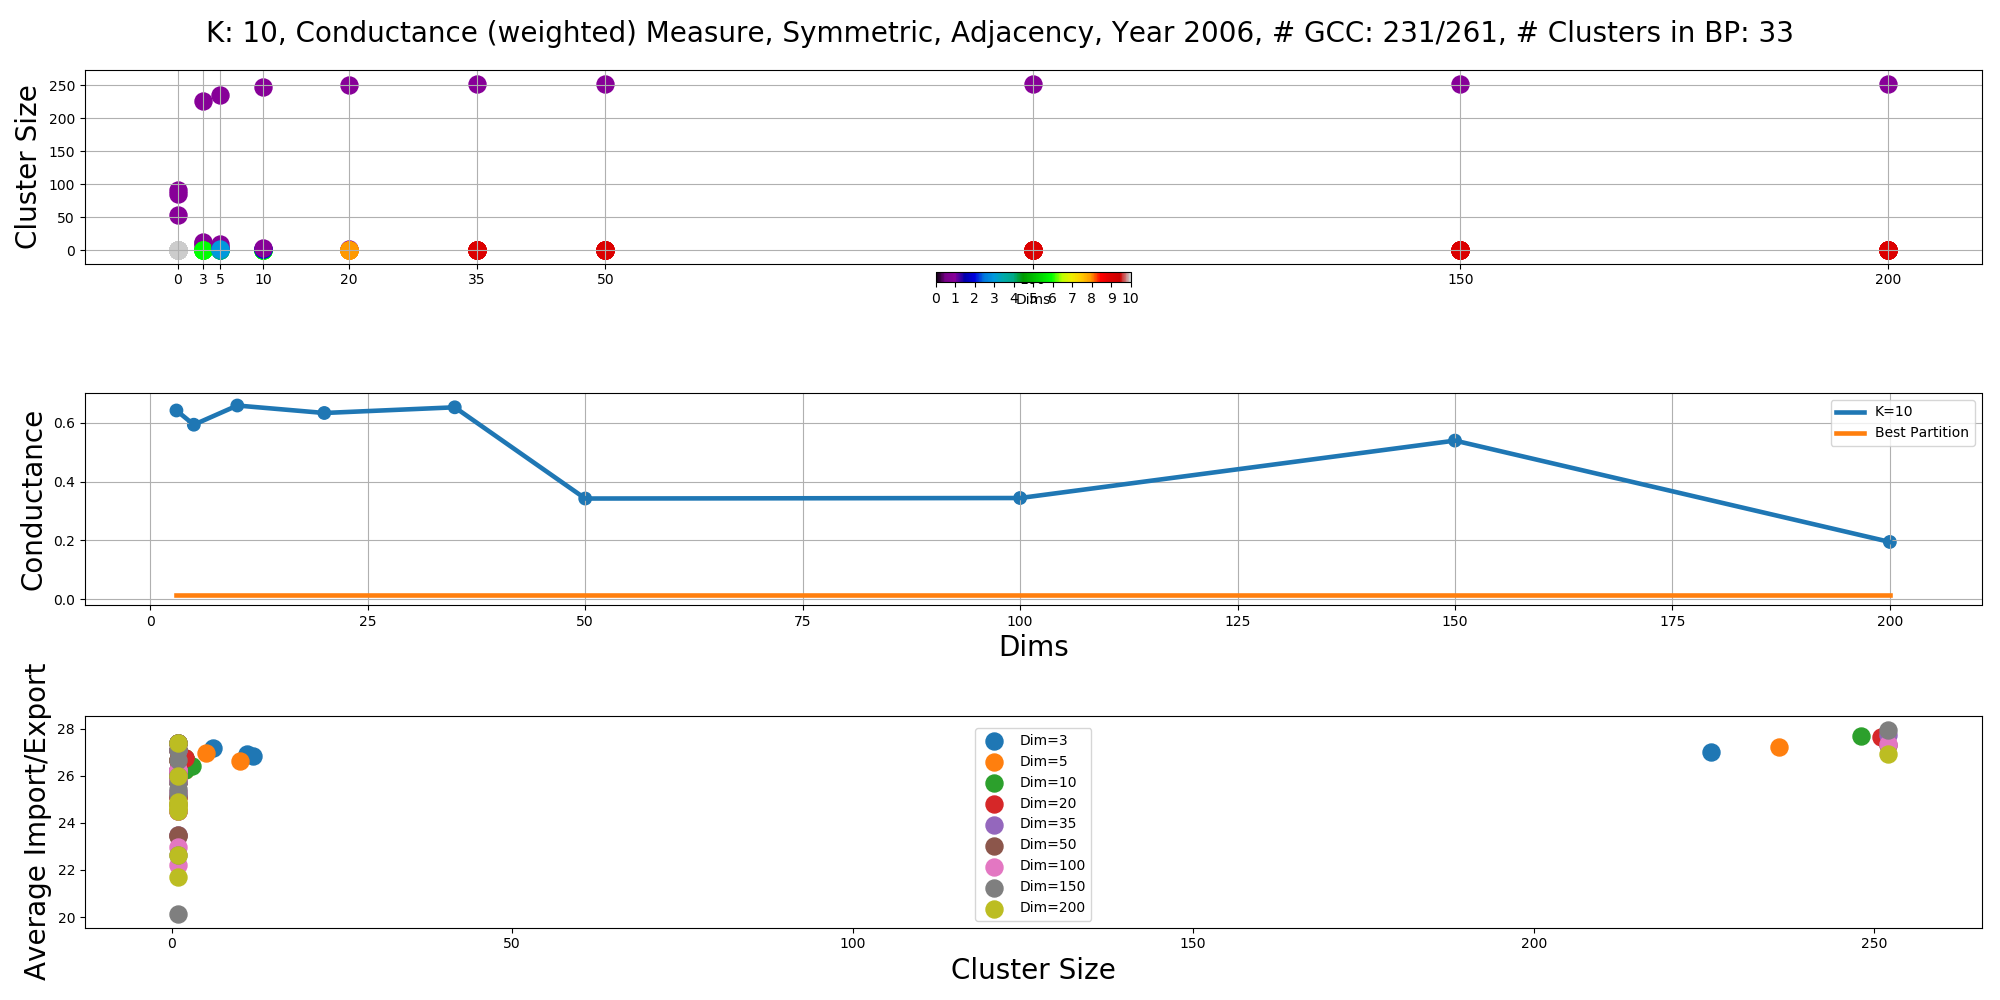 K: 10, Conductance (weighted) Measure, Symmetric, Adjacency, Year 2006, # GCC: 231/261, # Clusters in BP: 33
Cluster Size
250
200
150
100
50
0
0 3 5 10 20 35 50 150 200
0 1 2 3 4 5 6 7 8 9 10
Dims
Conductance
0.6
0.4
0.2
0.0
K=10
Best Partition
0 25 50 75 100 125 150 175 200
Dims
Average Import/Export
28
26
24
22
20
Dim=3
Dim=5
Dim=10
Dim=20
Dim=35
Dim=50
Dim=100
Dim=150
Dim=200
0 50 100 150 200 250
Cluster Size